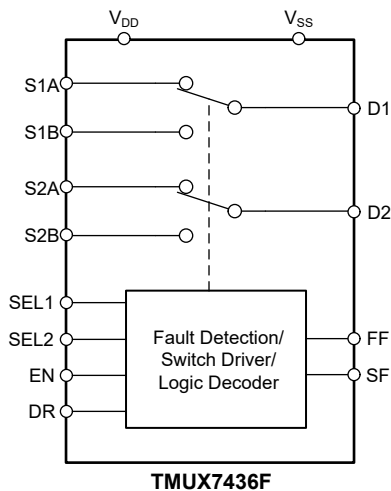 VDD
VSS
S1A
D1
S1B
S2A
D2
S2B
SEL1
SEL2
EN
DR
Fault Detection/
Switch Driver/
Logic Decoder
FF
SF
TMUX7436F